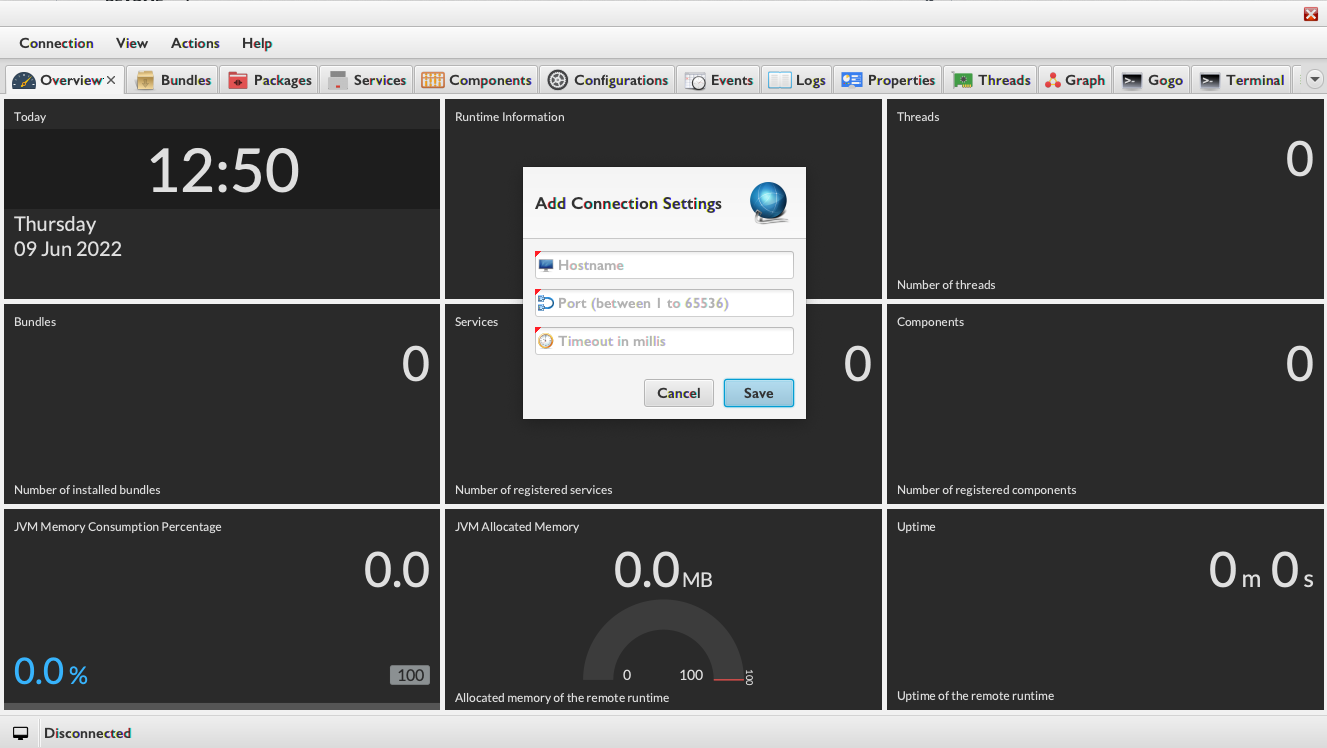 Connection View Actions Help
Overview Bundles Packages Services Components Configurations Events Logs Properties Threads Graph Gogo Terminal
Today
12:50
Thursday
09 Jun 2022
Runtime Information
Threads
0
Number of threads
Add Connection Settings
Hostname
Port (between 1 to 65536)
Timeout in millis
Cancel Save
Bundles
0
Number of installed bundles
Services
0
Number of registered services
Components
0
Number of registered components
JVM Memory Consumption Percentage
0.0
0.0 %
100
JVM Allocated Memory
0.0 MB
0 100 100
Allocated memory of the remote runtime
Uptime
0 m 0 s
Uptime of the remote runtime
Disconnected